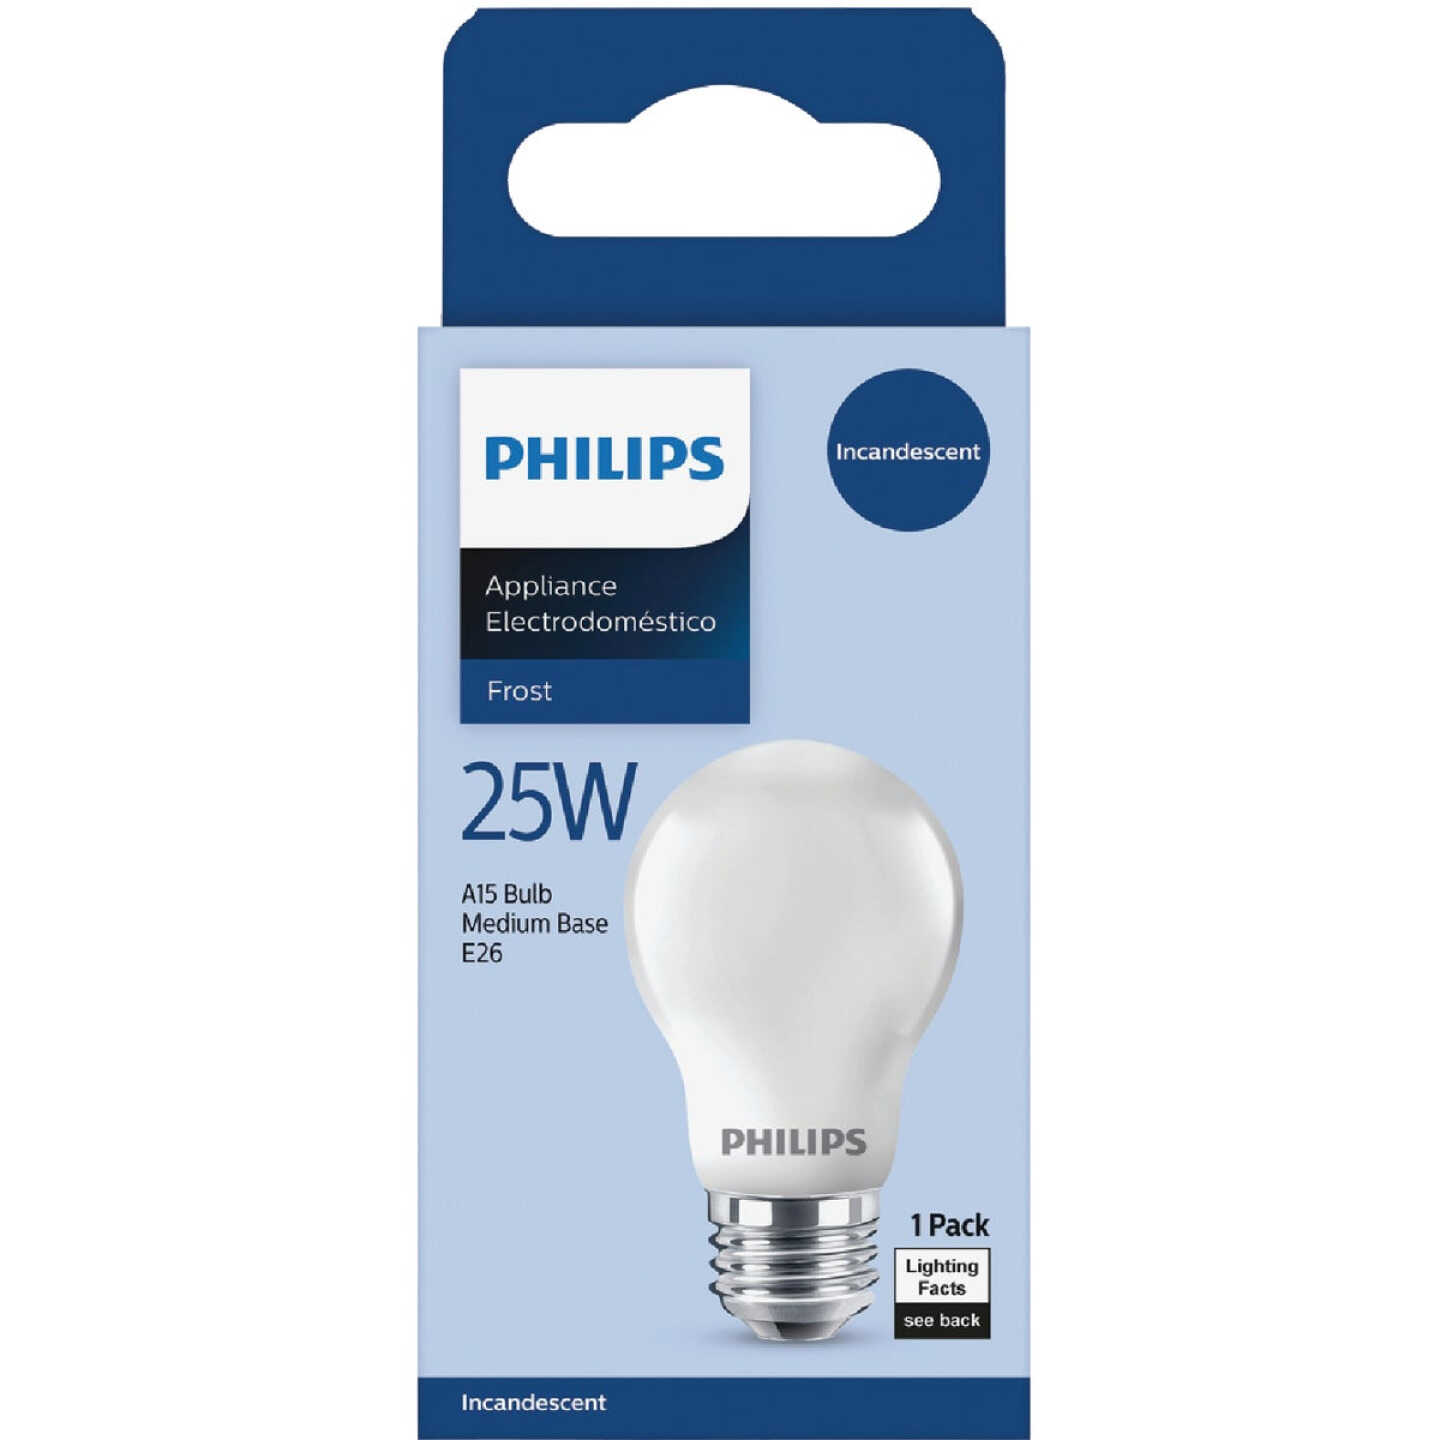 PHILIPS
Incandescent
Appliance
Electrodoméstico
Frost
25W
A15 Bulb
Medium Base
E26
PHILIPS
1 Pack
Lighting
Facts
see back
Incandescent